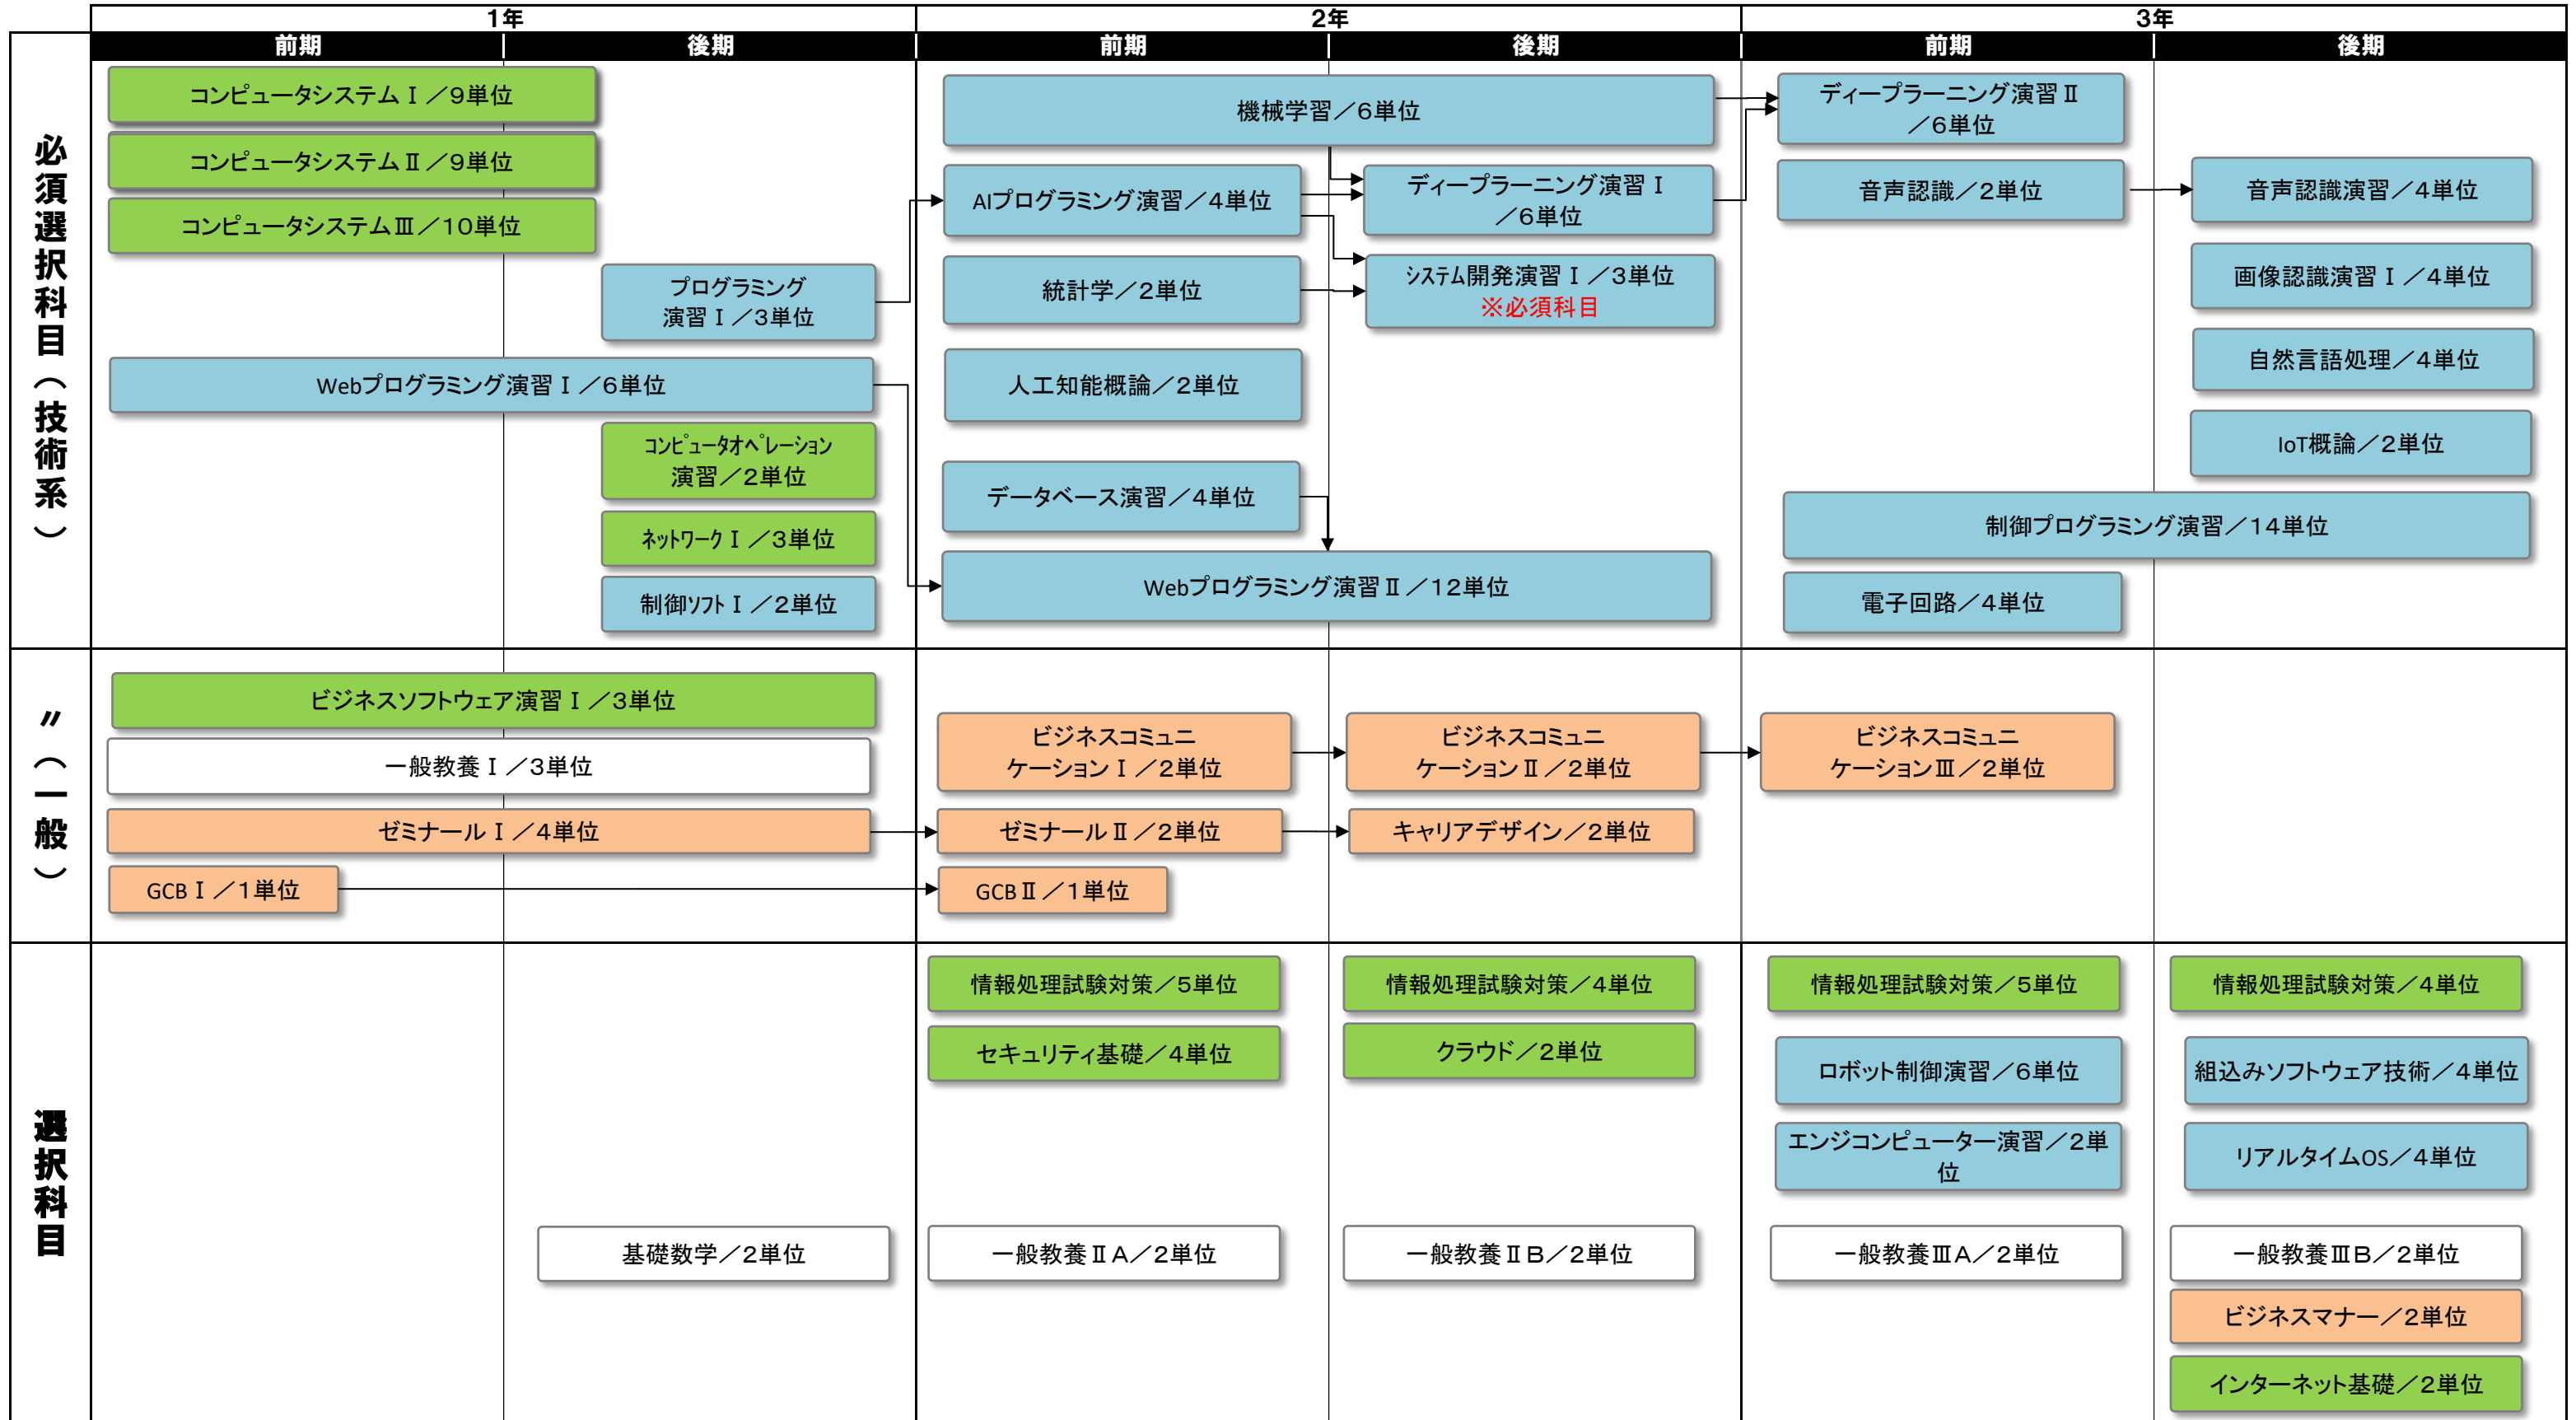 1年
2年
3年
前期
後期
前期
後期
前期
後期
必須選択科目（技術系）
コンピュータシステムⅠ／9単位
コンピュータシステムⅡ／9単位
コンピュータシステムⅢ／10単位
プログラミング
演習Ⅰ／3単位
Webプログラミング演習Ⅰ／6単位
コンピュータオペレーション
演習／2単位
ネットワークⅠ／3単位
制御ソフトⅠ／2単位
機械学習／6単位
AIプログラミング演習／4単位
ディープラーニング演習Ⅰ
／6単位
統計学／2単位
システム開発演習Ⅰ／3単位
※必須科目
人工知能概論／2単位
データベース演習／4単位
Webプログラミング演習Ⅱ／12単位
ディープラーニング演習Ⅱ
／6単位
音声認識／2単位
音声認識演習／4単位
画像認識演習Ⅰ／4単位
自然言語処理／4単位
IoT概論／2単位
制御プログラミング演習／14単位
電子回路／4単位
〃（一般）
ビジネスソフトウェア演習Ⅰ／3単位
一般教養Ⅰ／3単位
ゼミナールⅠ／4単位
GCBⅠ／1単位
ビジネスコミュニ
ケーションⅠ／2単位
ビジネスコミュニ
ケーションⅡ／2単位
ビジネスコミュニ
ケーションⅢ／2単位
ゼミナールⅡ／2単位
キャリアデザイン／2単位
GCBⅡ／1単位
選択科目
情報処理試験対策／5単位
情報処理試験対策／4単位
情報処理試験対策／5単位
情報処理試験対策／4単位
セキュリティ基礎／4単位
クラウド／2単位
ロボット制御演習／6単位
組込みソフトウェア技術／4単位
エンジコンピューター演習／2単
位
リアルタイムOS／4単位
基礎数学／2単位
一般教養ⅡA／2単位
一般教養ⅡB／2単位
一般教養ⅢA／2単位
一般教養ⅢB／2単位
ビジネスマナー／2単位
インターネット基礎／2単位